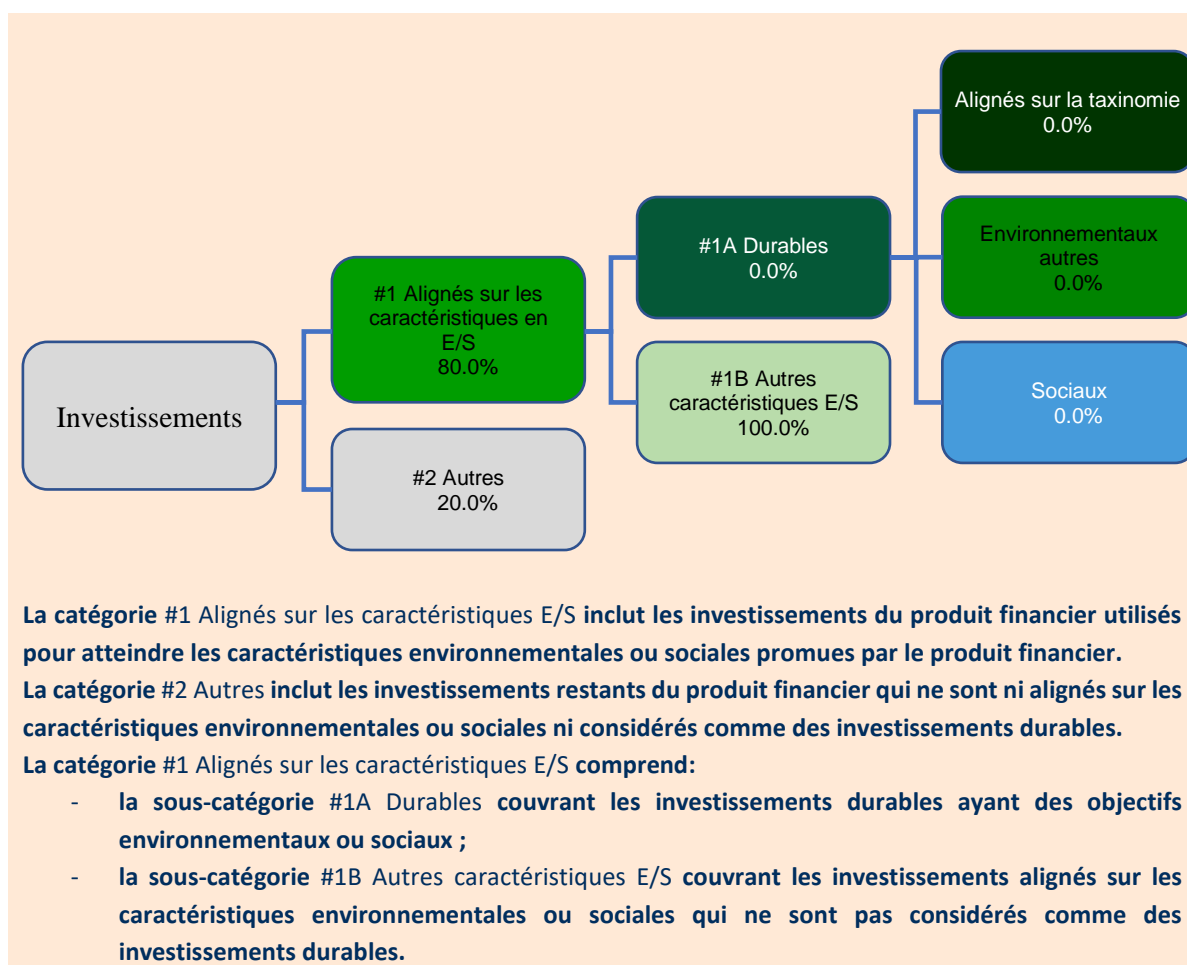 Alignés sur la taxinomie
0.0%
#1A Durables
0.0%
Environnementaux
autres
0.0%
#1 Alignés sur les
caractéristiques en
E/S
80.0%
#1B Autres
caractéristiques E/S
100.0%
Sociaux
0.0%
Investissements
#2 Autres
20.0%
La catégorie #1 Alignés sur les caractéristiques E/S inclut les investissements du produit financier utilisés
pour atteindre les caractéristiques environnementales ou sociales promues par le produit financier.
La catégorie #2 Autres inclut les investissements restants du produit financier qui ne sont ni alignés sur les
caractéristiques environnementales ou sociales ni considérés comme des investissements durables.
La catégorie #1 Alignés sur les caractéristiques E/S comprend:
- la sous-catégorie #1A Durables couvrant les investissements durables ayant des objectifs
environnementaux ou sociaux ;
- la sous-catégorie #1B Autres caractéristiques E/S couvrant les investissements alignés sur les
caractéristiques environnementales ou sociales qui ne sont pas considérés comme des
investissements durables.